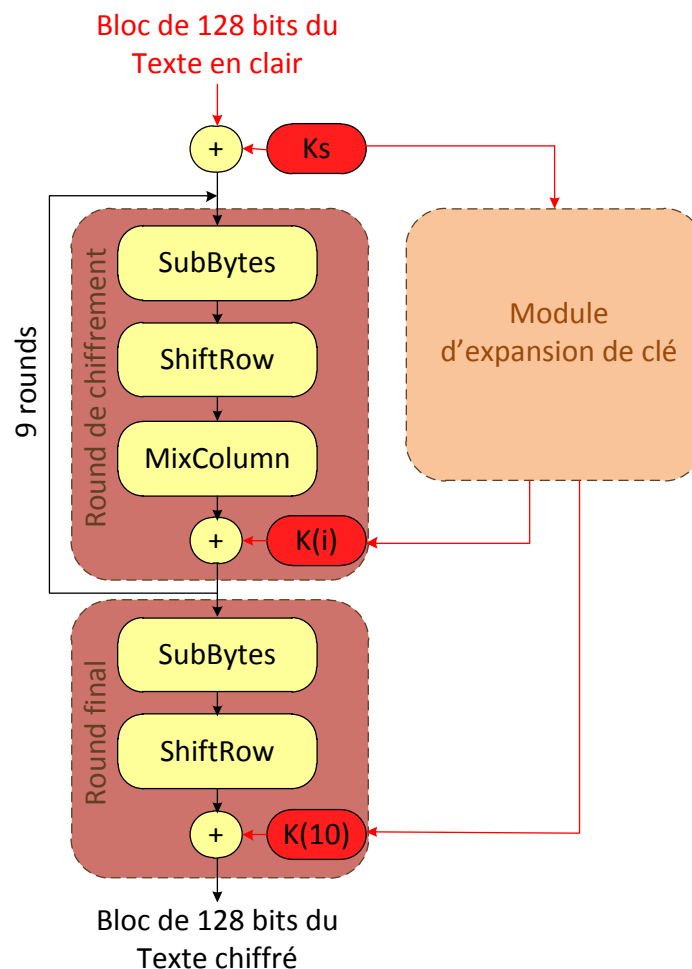 Bloc de 128 bits du
Texte en clair
+
Ks
Round de chiffrement
SubBytes
ShiftRow
MixColumn
+
K(i)
9 rounds
Module
d’expansion de clé
Round final
SubBytes
ShiftRow
+
K(10)
Bloc de 128 bits du
Texte chiffré